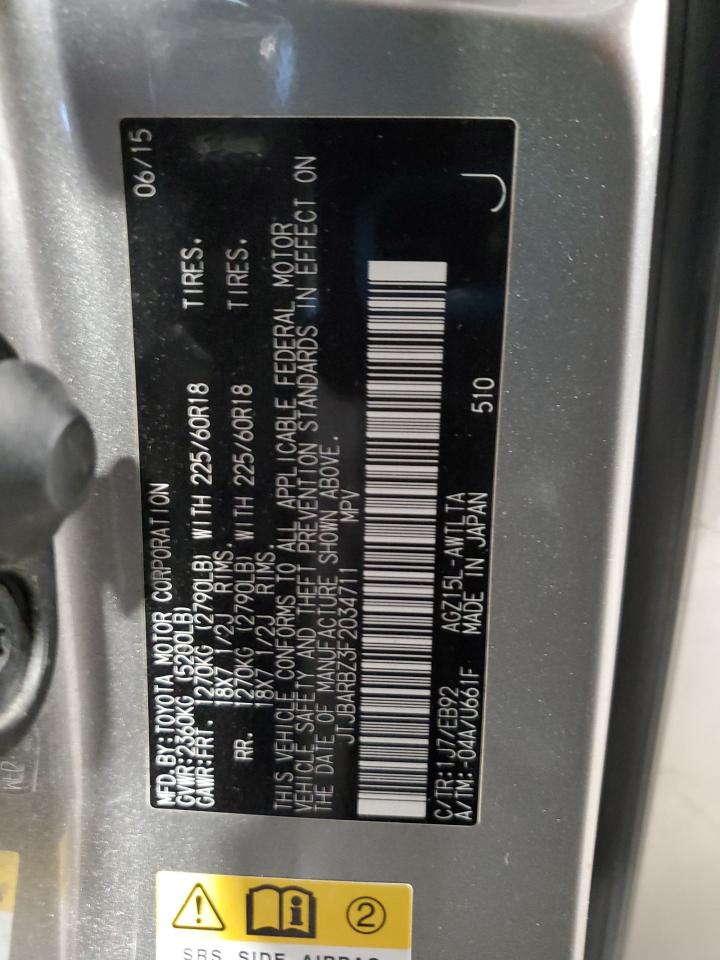 MFD.BY:TOYOTA MOTOR CORPORATION 06/15
GVWR:2360KG (5200LB)
GAWR:FRT. 1270KG (2790LB) WITH 225/60R18 TIRES.
18X7 1/2J RIMS.
RR. 1270KG (2790LB) WITH 225/60R18 TIRES.
18X7 1/2J RIMS.
THIS VEHICLE CONFORMS TO ALL APPLICABLE FEDERAL MOTOR
VEHICLE SAFETY AND THEFT PREVENTION STANDARDS IN EFFECT ON
THE DATE OF MANUFACTURE SHOWN ABOVE.
JTJBARBZ3F2034711 MPV
C/TR:1J7/EB92 AGZ15L-AWTLTA
A/TM:-04A/U661F MADE IN JAPAN 510
J
2
SRS SIDE AIRBAG